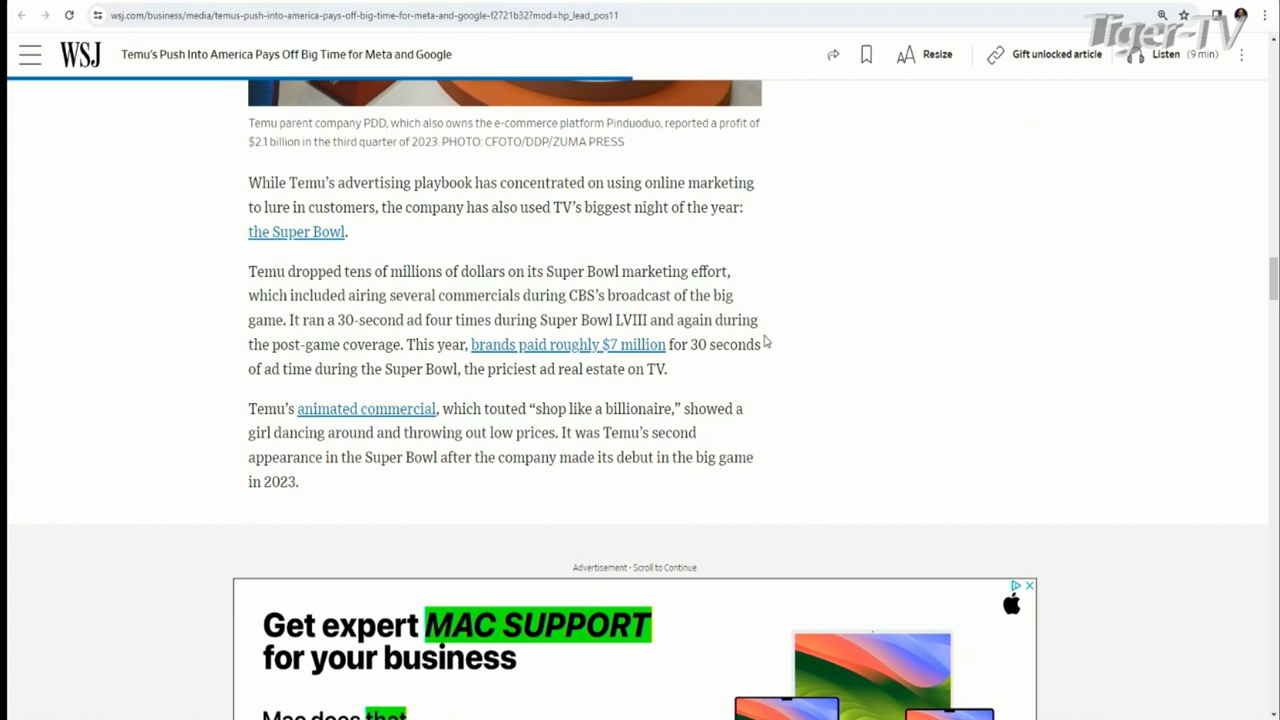 wsj.com/business/media/temus-push-into-america-pays-off-big-time-for-meta-and-google-f2721b32?mod=hp_lead_pos11
Tiger-TV
WSJ
Temu's Push Into America Pays Off Big Time for Meta and Google
AA Resize
Gift unlocked article
Listen (9 min)
Temu parent company PDD, which also owns the e-commerce platform Pinduoduo, reported a profit of
$2.1 billion in the third quarter of 2023. PHOTO: CFOTO/DDP/ZUMA PRESS
While Temu's advertising playbook has concentrated on using online marketing
to lure in customers, the company has also used TV's biggest night of the year:
the Super Bowl.
Temu dropped tens of millions of dollars on its Super Bowl marketing effort,
which included airing several commercials during CBS's broadcast of the big
game. It ran a 30-second ad four times during Super Bowl LVIII and again during
the post-game coverage. This year, brands paid roughly $7 million for 30 seconds
of ad time during the Super Bowl, the priciest ad real estate on TV.
Temu's animated commercial, which touted “shop like a billionaire,” showed a
girl dancing around and throwing out low prices. It was Temu's second
appearance in the Super Bowl after the company made its debut in the big game
in 2023.
Advertisement - Scroll to Continue
Get expert MAC SUPPORT
for your business
Mac does that